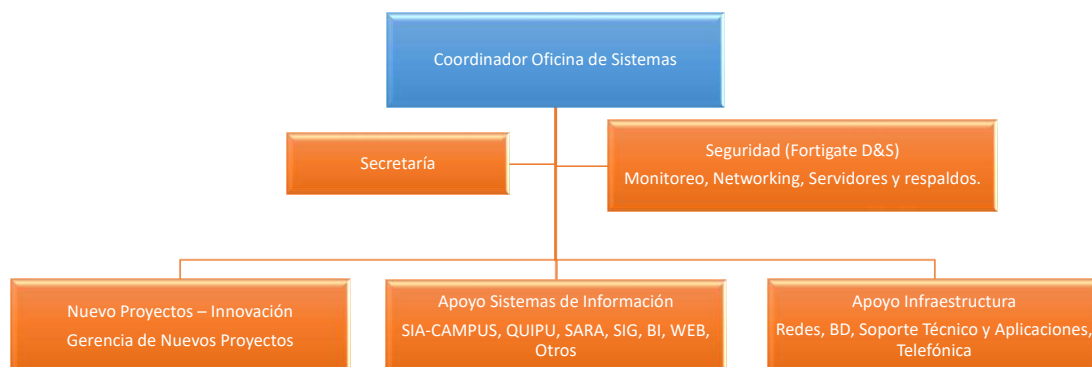 Coordinador Oficina de Sistemas
Secretaría
Seguridad (Fortigate D&S)
Monitoreo, Networking, Servidores y respaldos.
Nuevo Proyectos – Innovación
Gerencia de Nuevos Proyectos
Apoyo Sistemas de Información
SIA-CAMPUS, QUIPU, SARA, SIG, BI, WEB,
Otros
Apoyo Infraestructura
Redes, BD, Soporte Técnico y Aplicaciones,
Telefónica